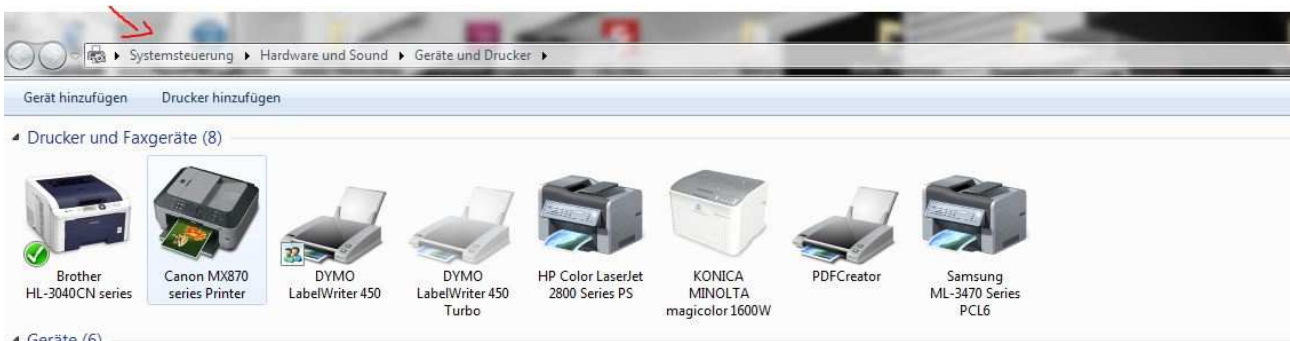 Systemsteuerung Hardware und Sound Geräte und Drucker
Gerät hinzufügen Drucker hinzufügen
Drucker und Faxgeräte (8)
Brother
HL-3040CN series
Canon MX870
series Printer
DYMO
LabelWriter 450
DYMO
LabelWriter 450
Turbo
HP Color LaserJet
2800 Series PS
KONICA
MINOLTA
magicolor 1600W
PDFCreator
Samsung
ML-3470 Series
PCL6
Geräte (6)